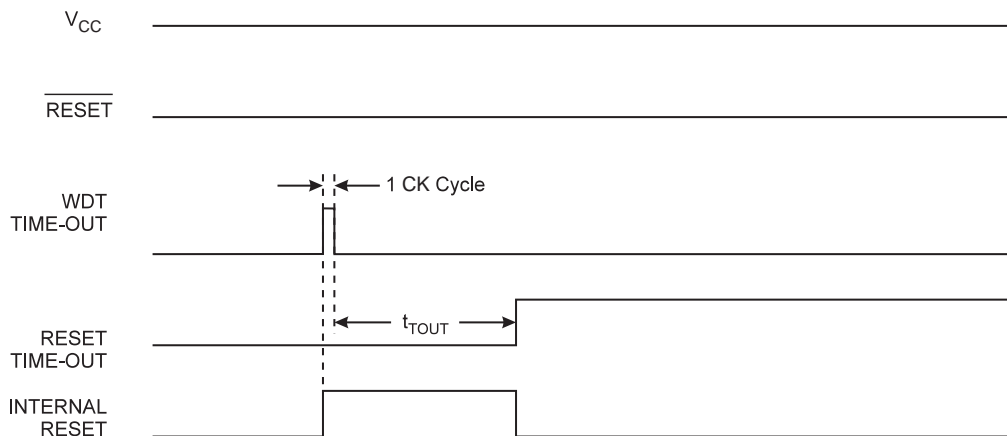 VCC
RESET
1 CK Cycle
WDT
TIME-OUT
tTOUT
RESET
TIME-OUT
INTERNAL
RESET